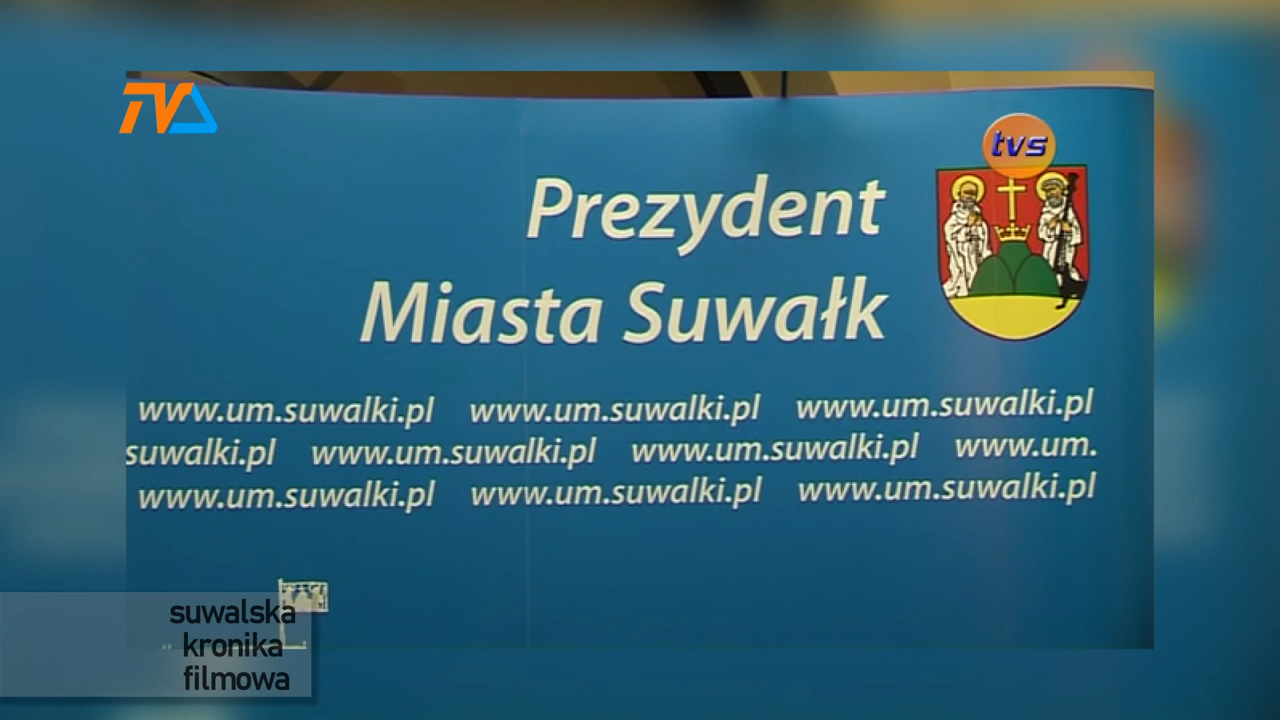 TVA
tvs
Prezydent
Miasta Suwałk
www.um.suwalki.pl www.um.suwalki.pl www.um.suwalki.pl
suwalki.pl www.um.suwalki.pl www.um.suwalki.pl www.um.
www.um.suwalki.pl www.um.suwalki.pl www.um.suwalki.pl
suwalska
kronika
filmowa